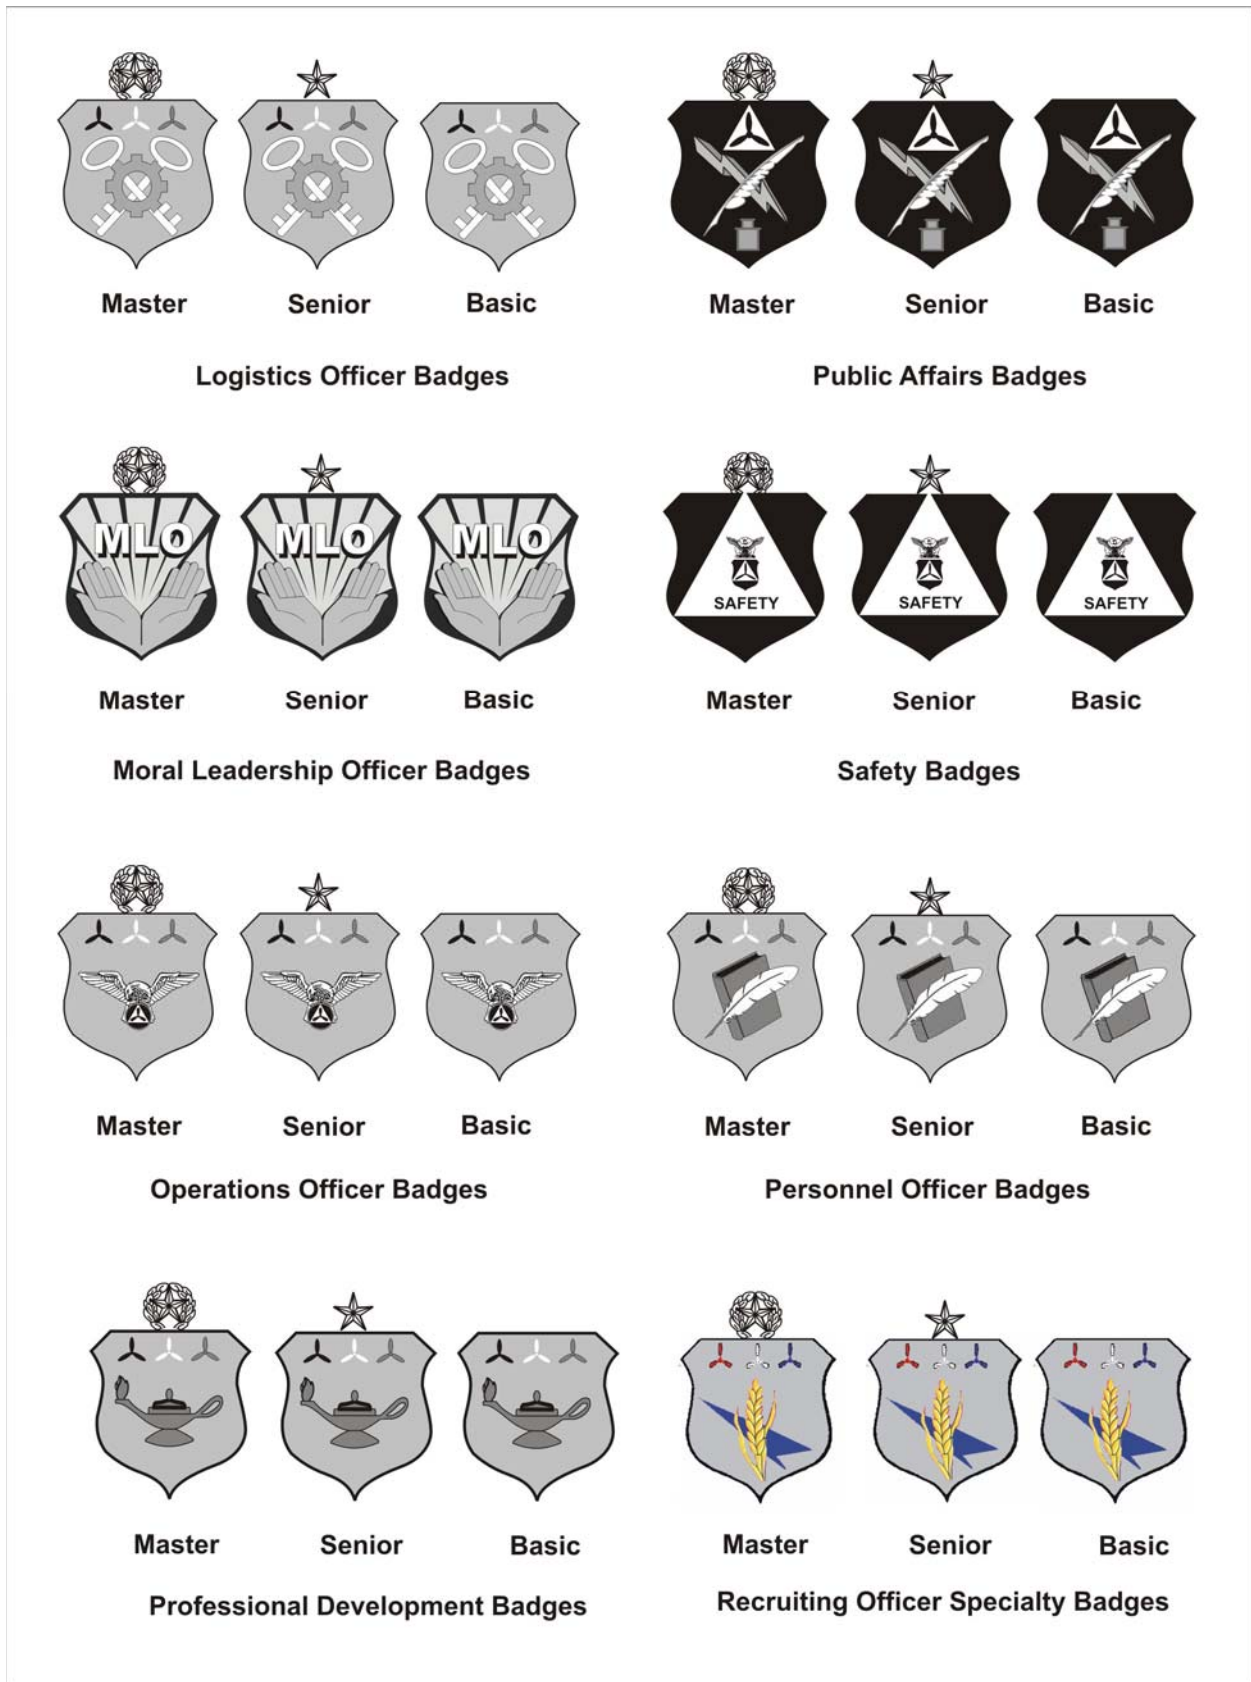 Master Senior Basic
Logistics Officer Badges
Master Senior Basic
Public Affairs Badges
MLO MLO MLO
Master Senior Basic
Moral Leadership Officer Badges
SAFETY SAFETY SAFETY
Master Senior Basic
Safety Badges
Master Senior Basic
Operations Officer Badges
Master Senior Basic
Personnel Officer Badges
Master Senior Basic
Professional Development Badges
Master Senior Basic
Recruiting Officer Specialty Badges